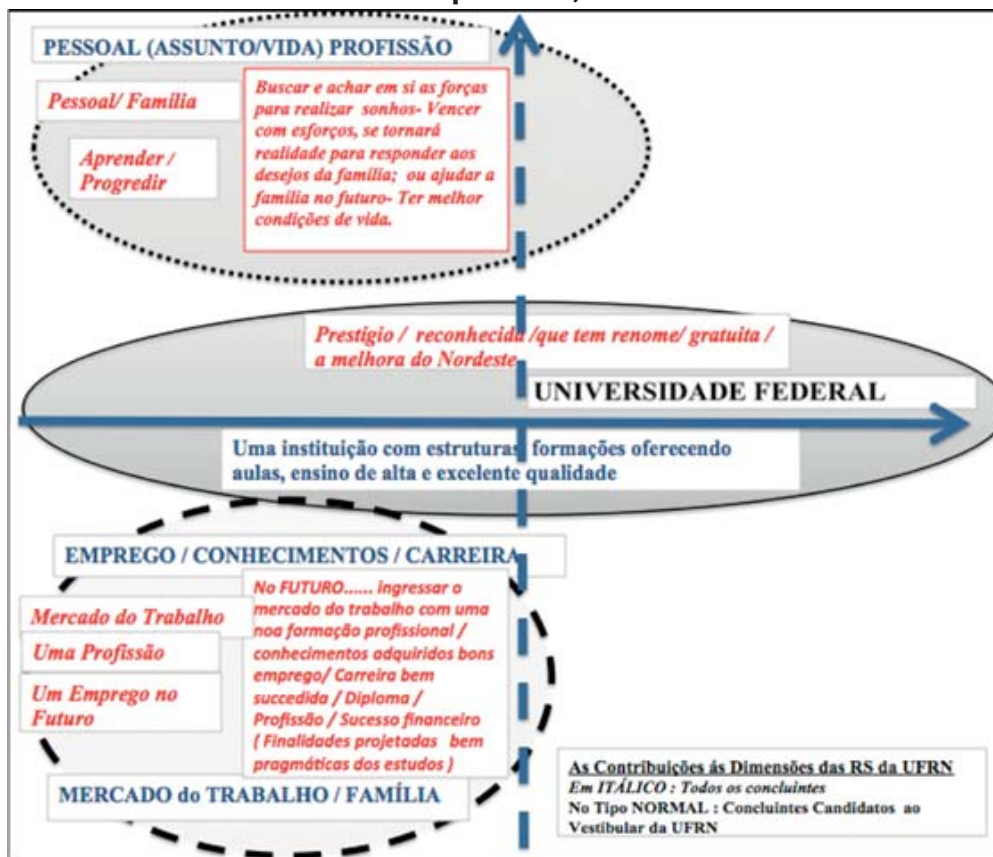 PESSOAL (ASSUNTO/VIDA) PROFISSÃO
Pessoal/ Família
Aprender /
Progredir
Buscar e achar em si as forças
para realizar sonhos- Vencer
com esforços, se tornará
realidade para responder aos
desejos da família; ou ajudar a
família no futuro- Ter melhor
condições de vida.
Prestígio / reconhecida /que tem renome/ gratuita /
a melhora do Nordeste
UNIVERSIDADE FEDERAL
Uma instituição com estruturas, formações oferecendo
aulas, ensino de alta e excelente qualidade
EMPREGO / CONHECIMENTOS / CARREIRA
Mercado do Trabalho
Uma Profissão
Um Emprego no
Futuro
No FUTURO...... ingressar o
mercado do trabalho com uma
noa formação profissional /
conhecimentos adquiridos bons
emprego/ Carreira bem
succedida / Diploma /
Profissão / Sucesso financeiro
( Finalidades projetadas bem
pragmáticas dos estudos )
MERCADO do TRABALHO / FAMÍLIA
As Contribuições ás Dimensões das RS da UFRN
Em ITÁLICO : Todos os concluintes
No Tipo NORMAL : Concluintes Candidatos ao
Vestibular da UFRN